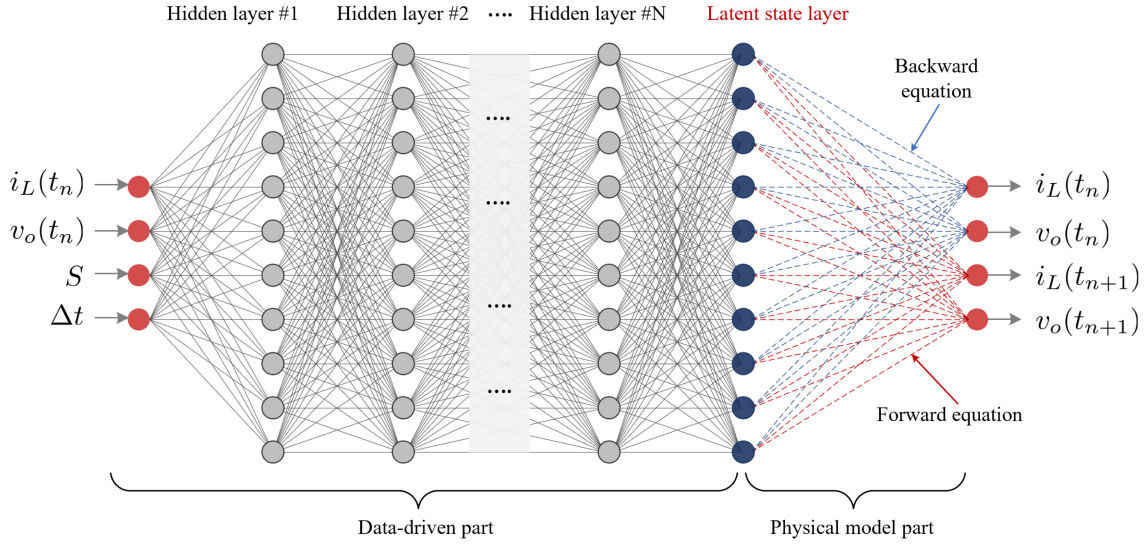 Hidden layer #1
Hidden layer #2
....
Hidden layer #N
Latent state layer
Backward
equation
....
i_L(t_n)
v_o(t_n)
S
Δt
....
....
....
i_L(t_n)
v_o(t_n)
i_L(t_{n+1})
v_o(t_{n+1})
Forward equation
Data-driven part
Physical model part